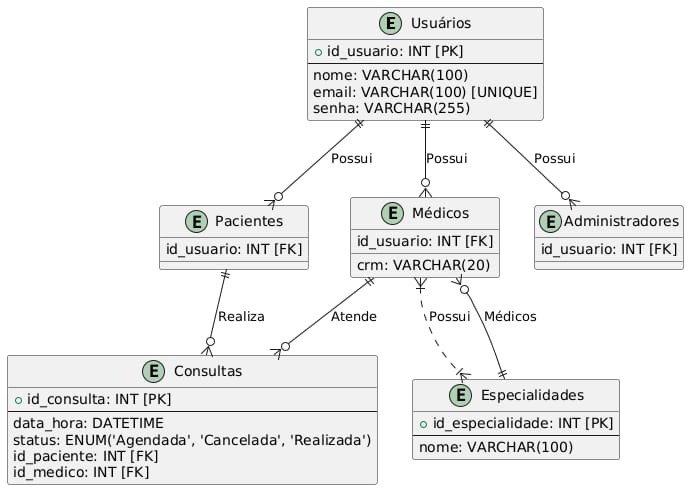 E Usuários
id_usuario: INT [PK]
nome: VARCHAR(100)
email: VARCHAR(100) [UNIQUE]
senha: VARCHAR(255)
Possui
Possui
Possui
E Pacientes
id_usuario: INT [FK]
E Médicos
id_usuario: INT [FK]
crm: VARCHAR(20)
E Administradores
id_usuario: INT [FK]
Realiza
Atende
Possui
Médicos
E Consultas
id_consulta: INT [PK]
data_hora: DATETIME
status: ENUM('Agendada', 'Cancelada', 'Realizada')
id_paciente: INT [FK]
id_medico: INT [FK]
E Especialidades
id_especialidade: INT [PK]
nome: VARCHAR(100)